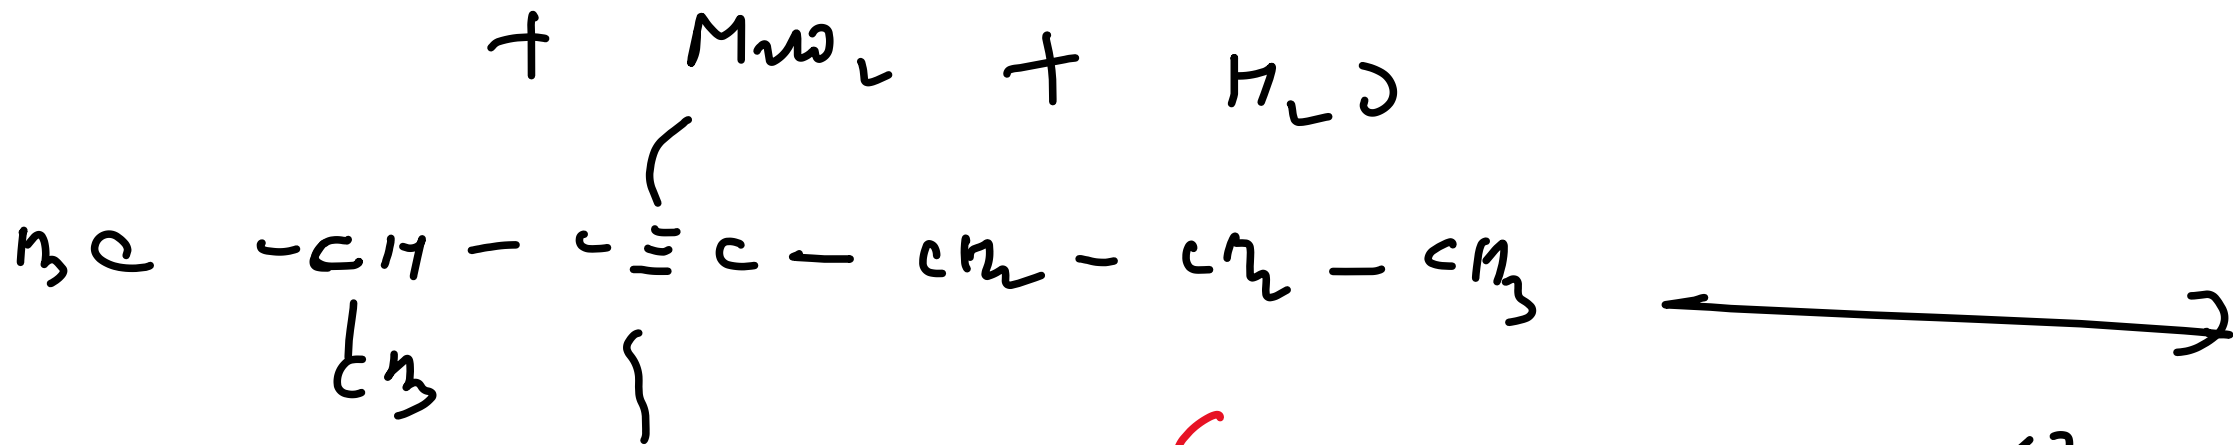 + MnO₂ + H₂O
H₃C - CH - C ≡ C - CH₂ - CH₂ - CH₃
CH₃